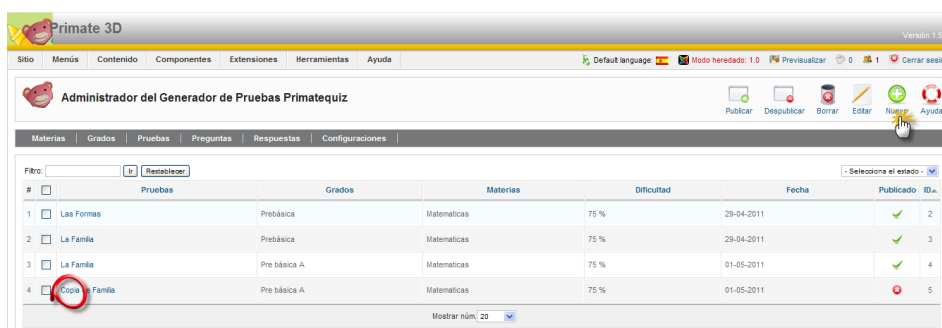 Primate 3D
Versión 1.5
Sitio Menús Contenido Componentes Extensiones Herramientas Ayuda Default language: Modo heredado: 1.0 Previsualizar 0 1 Cerrar sesi
Administrador del Generador de Pruebas Primatequiz
Publicar Despublicar Borrar Editar Nuevo Ayuda
Materias | Grados | Pruebas | Preguntas | Respuestas | Configuraciones |
Filtro: Ir Restablecer - Selecciona el estado -
# Pruebas Grados Materias Dificultad Fecha Publicado ID
1 Las Formas Prebásica Matematicas 75 % 29-04-2011 2
2 La Familia Prebásica Matematicas 75 % 29-04-2011 3
3 La Familia Pre básica A Matematicas 75 % 01-05-2011 4
4 Copia Familia Pre básica A Matematicas 75 % 01-05-2011 5
Mostrar núm. 20